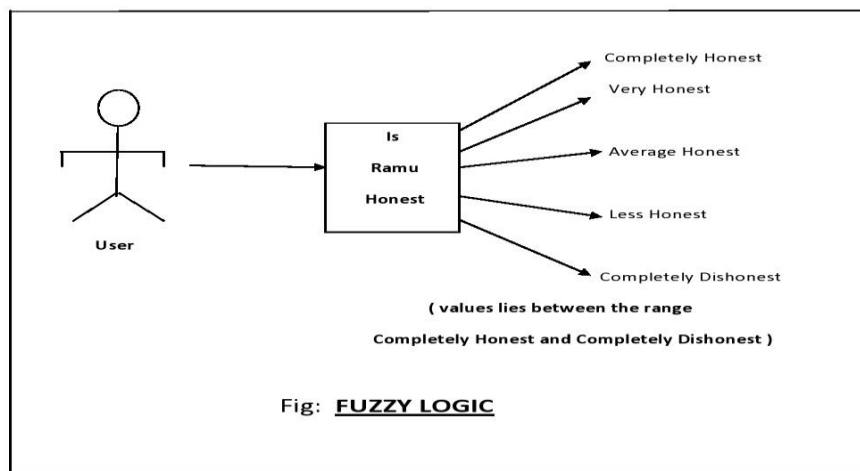 Completely Honest
Very Honest
Is
Ramu
Honest
Average Honest
Less Honest
User
Completely Dishonest
( values lies between the range
Completely Honest and Completely Dishonest )
Fig: FUZZY LOGIC